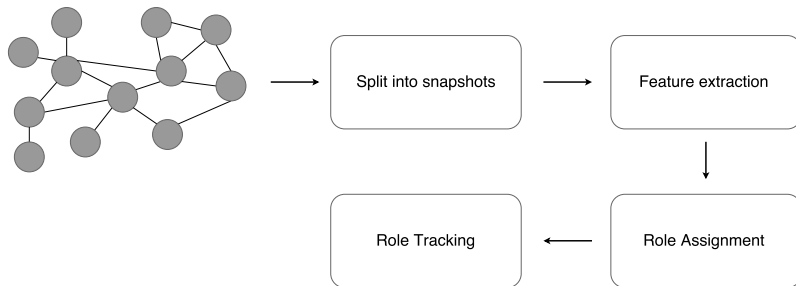 Split into snapshots
Feature extraction
Role Assignment
Role Tracking